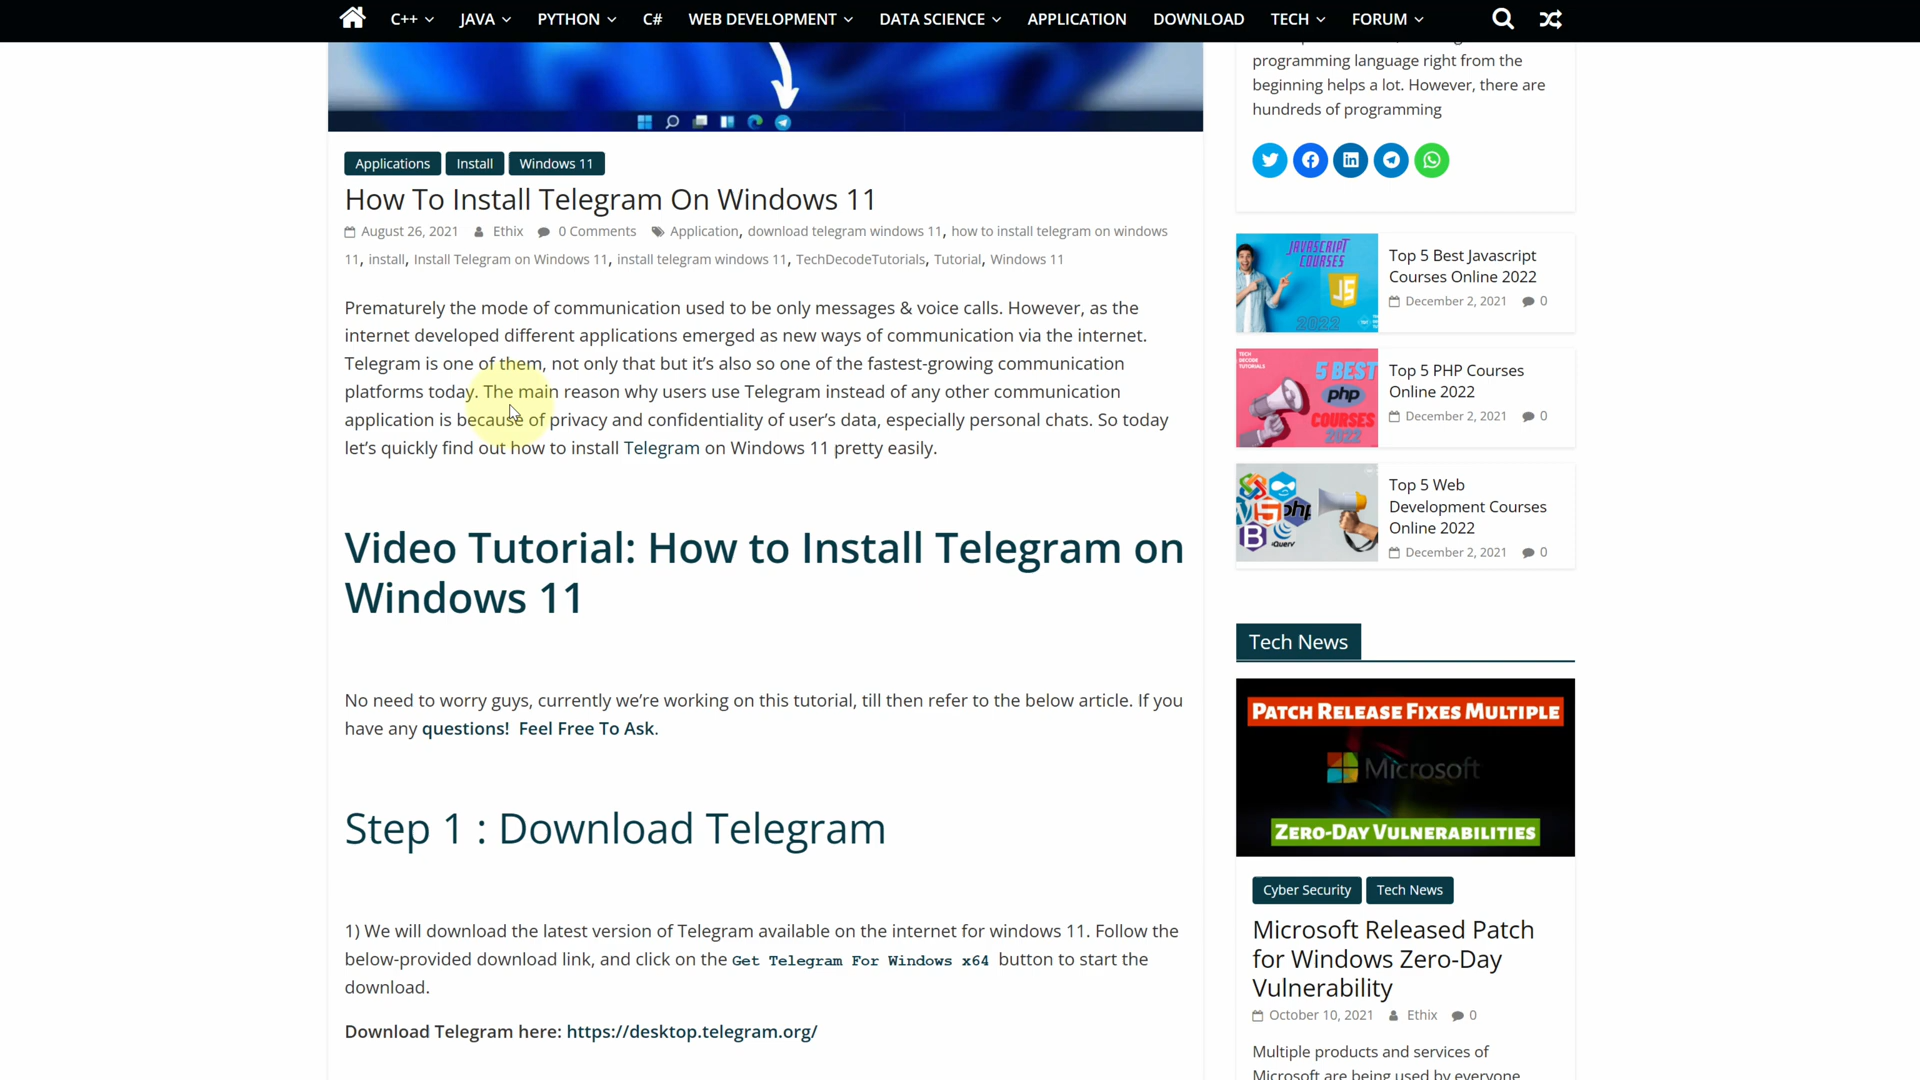 C++ JAVA PYTHON C# WEB DEVELOPMENT DATA SCIENCE APPLICATION DOWNLOAD TECH FORUM
Applications Install Windows 11
How To Install Telegram On Windows 11
August 26, 2021 Ethix 0 Comments Application, download telegram windows 11, how to install telegram on windows
11, install, Install Telegram on Windows 11, install telegram windows 11, TechDecodeTutorials, Tutorial, Windows 11
Prematurely the mode of communication used to be only messages & voice calls. However, as the
internet developed different applications emerged as new ways of communication via the internet.
Telegram is one of them, not only that but it's also so one of the fastest-growing communication
platforms today. The main reason why users use Telegram instead of any other communication
application is because of privacy and confidentiality of user's data, especially personal chats. So today
let's quickly find out how to install Telegram on Windows 11 pretty easily.
Video Tutorial: How to Install Telegram on
Windows 11
No need to worry guys, currently we're working on this tutorial, till then refer to the below article. If you
have any questions! Feel Free To Ask.
Step 1 : Download Telegram
1) We will download the latest version of Telegram available on the internet for windows 11. Follow the
below-provided download link, and click on the Get Telegram For Windows x64 button to start the
download.
Download Telegram here: https://desktop.telegram.org/
programming language right from the
beginning helps a lot. However, there are
hundreds of programming
JAVASCRIPT
COURSES
JS
2022
Top 5 Best Javascript
Courses Online 2022
December 2, 2021 0
TECH
DECODE
TUTORIALS
5 BEST
php
COURSES
2022
Top 5 PHP Courses
Online 2022
December 2, 2021 0
php
B
jQuery
Top 5 Web
Development Courses
Online 2022
December 2, 2021 0
Tech News
PATCH RELEASE FIXES MULTIPLE
Microsoft
ZERO-DAY VULNERABILITIES
Cyber Security Tech News
Microsoft Released Patch
for Windows Zero-Day
Vulnerability
October 10, 2021 Ethix 0
Multiple products and services of
Microsoft are being used by everyone